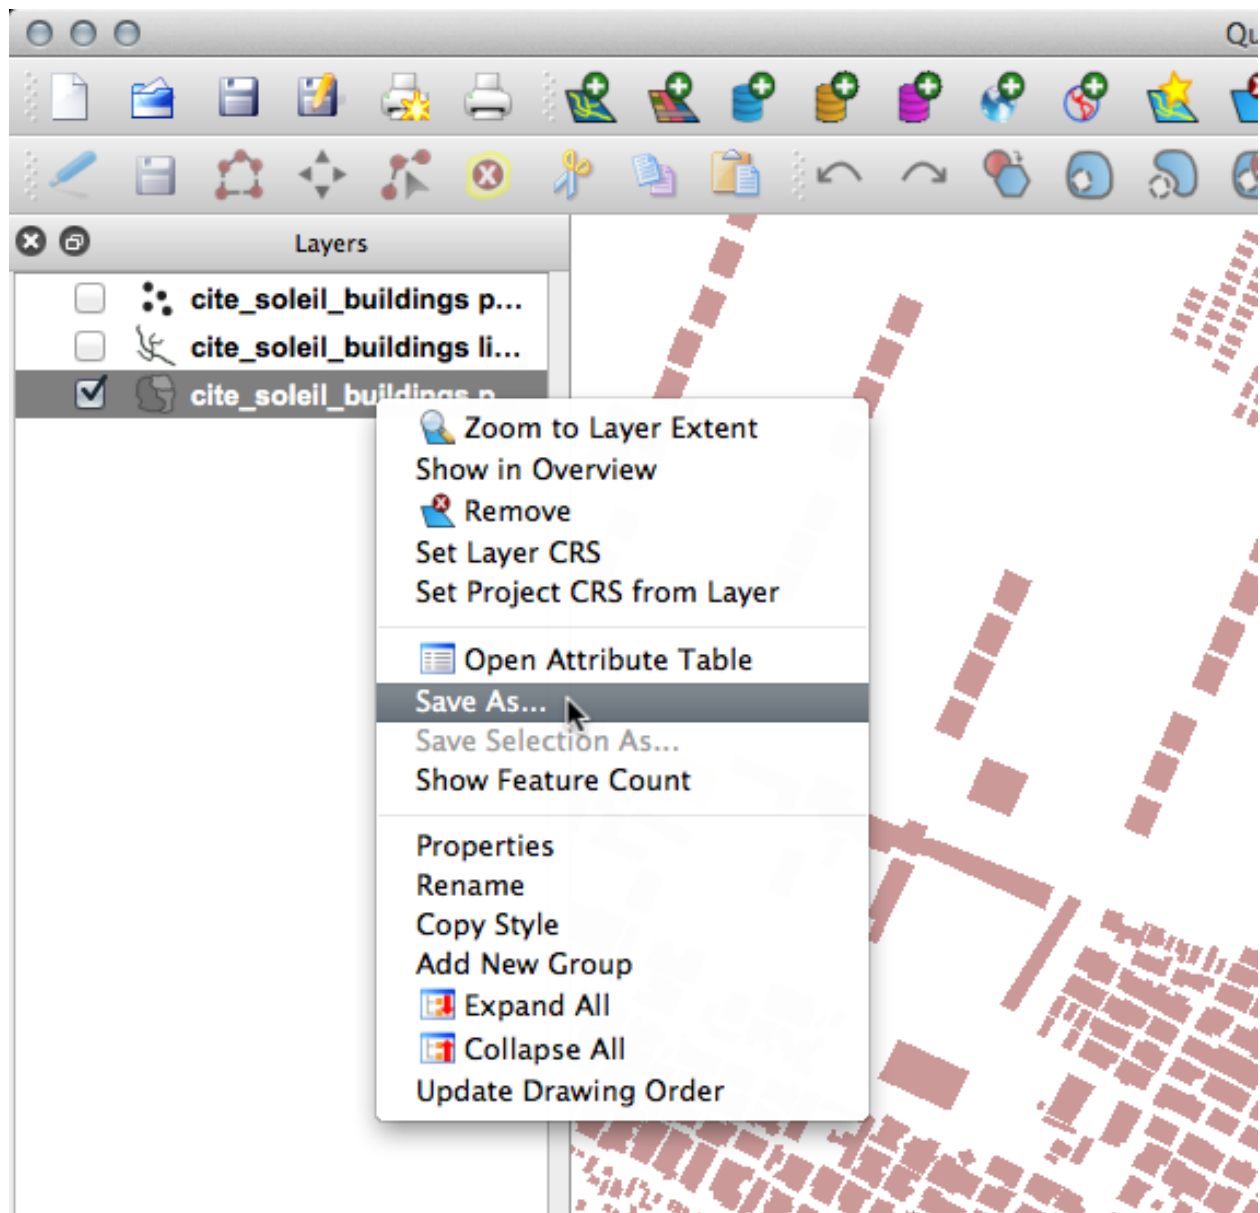 Qu
Layers
cite_soleil_buildings p...
cite_soleil_buildings li...
cite_soleil_buildings p
Zoom to Layer Extent
Show in Overview
Remove
Set Layer CRS
Set Project CRS from Layer
Open Attribute Table
Save As...
Save Selection As...
Show Feature Count
Properties
Rename
Copy Style
Add New Group
Expand All
Collapse All
Update Drawing Order